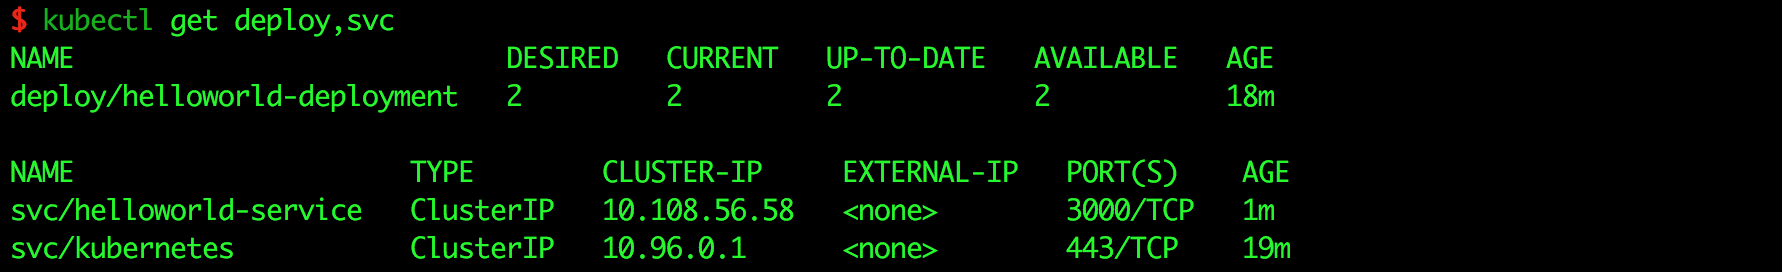 $ kubectl get deploy,svc
NAME                           DESIRED   CURRENT   UP-TO-DATE   AVAILABLE   AGE
deploy/helloworld-deployment   2         2         2            2           18m

NAME                     TYPE        CLUSTER-IP     EXTERNAL-IP   PORT(S)    AGE
svc/helloworld-service   ClusterIP   10.108.56.58   <none>        3000/TCP   1m
svc/kubernetes           ClusterIP   10.96.0.1      <none>        443/TCP    19m